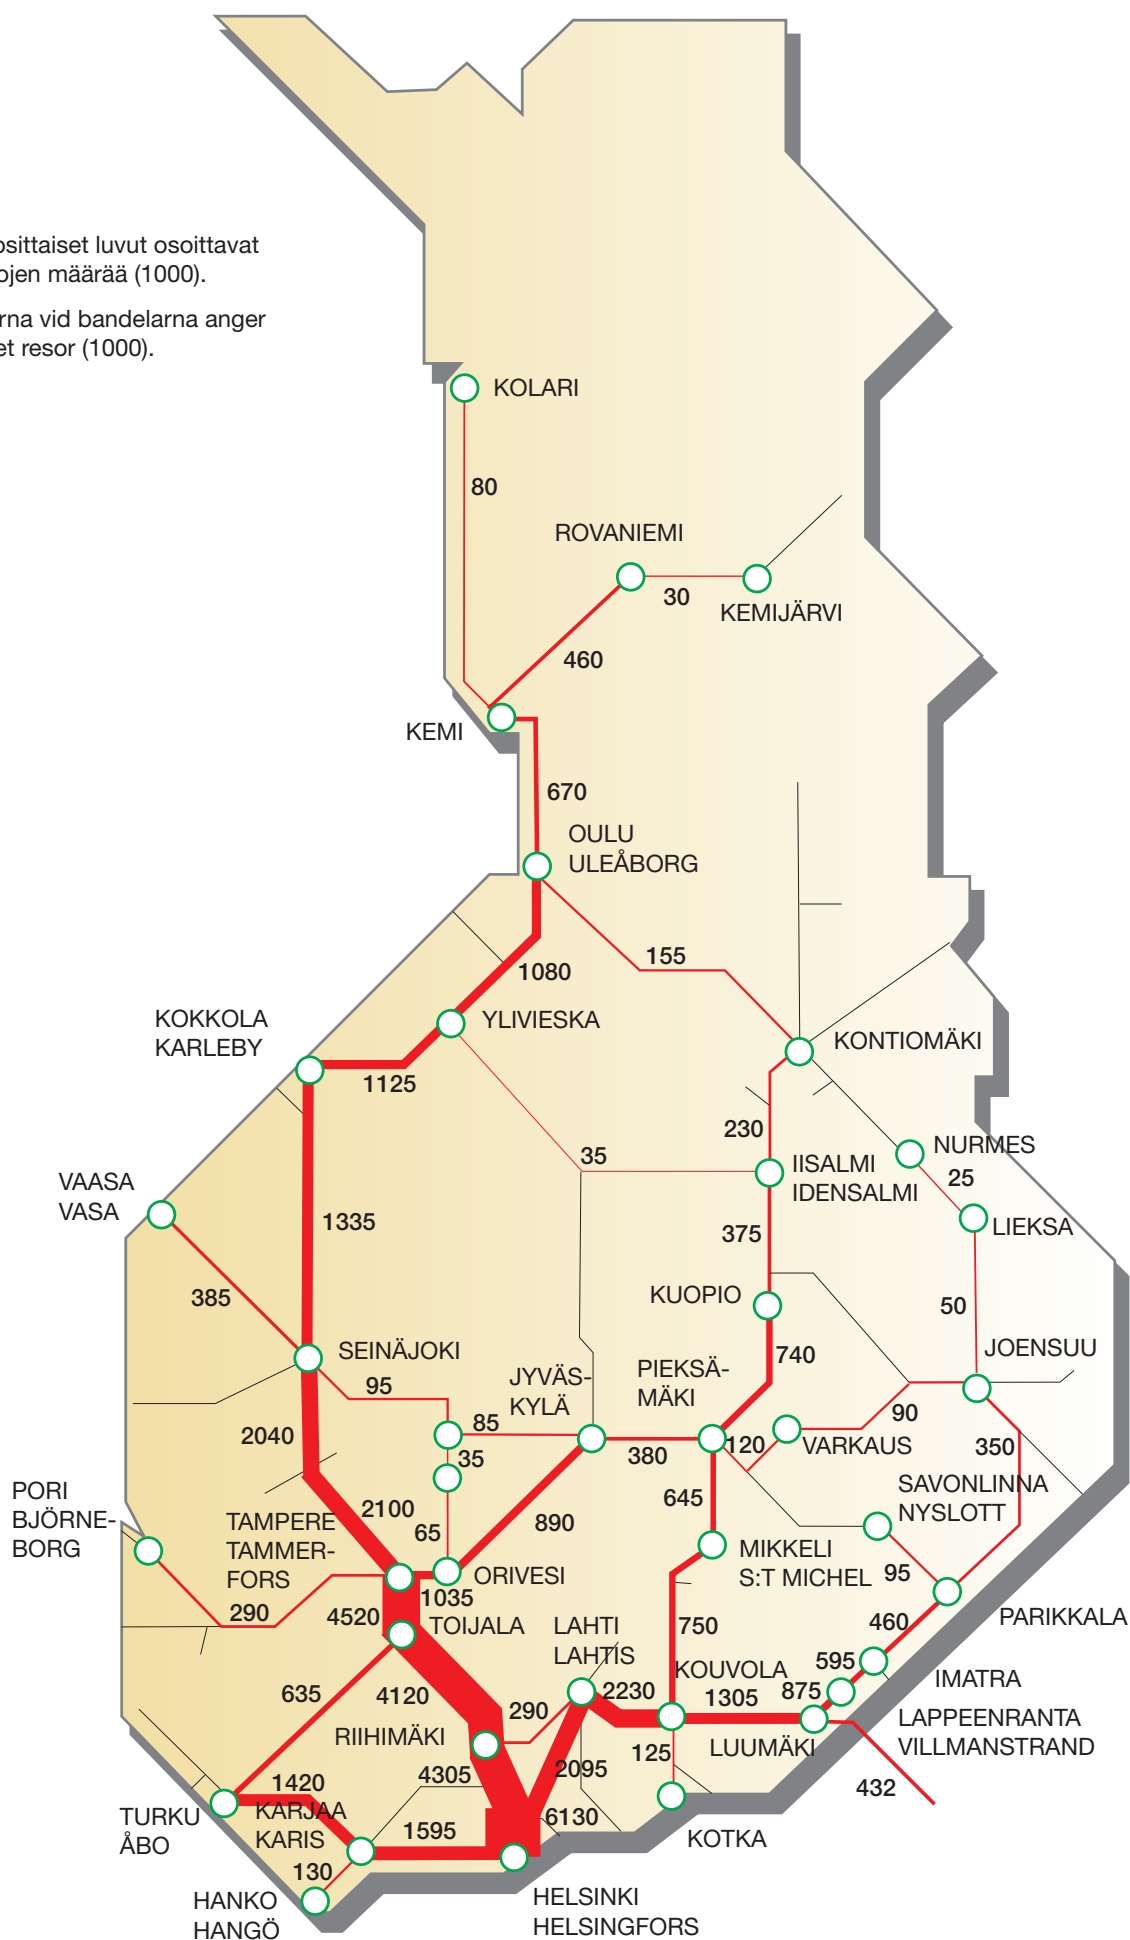 osittaiset luvut osoittavat
ojen määrää (1000).
rna vid bandelarna anger
et resor (1000).
KOLARI
80
ROVANIEMI
30
KEMIJÄRVI
460
KEMI
670
OULU
ULEÅBORG
155
1080
KOKKOLA
KARLEBY
YLIVIESKA
KONTIOMÄKI
1125
230
NURMES
35
IISALMI
IDENSALMI
25
VAASA
VASA
1335
375
LIEKSA
385
KUOPIO
50
SEINÄJOKI
740
JOENSUU
95
JYVÄS-
KYLÄ
PIEKSÄ-
MÄKI
85
90
2040
35
380
120
VARKAUS
350
PORI
BJÖRNE-
BORG
2100
645
SAVONLINNA
NYSLOTT
TAMPERE
TAMMER-
FORS
65
890
MIKKELI
S:T MICHEL
95
ORIVESI
1035
290
4520
TOIJALA
LAHTI
LAHTIS
750
460
PARIKKALA
635
4120
290
2230
KOUVOLA
1305
595
875
IMATRA
RIIHIMÄKI
125
LUUMÄKI
LAPPEENRANTA
VILLMANSTRAND
4305
2095
432
1420
TURKU
ÅBO
KARJAA
KARIS
1595
6130
KOTKA
130
HANKO
HANGÖ
HELSINKI
HELSINGFORS